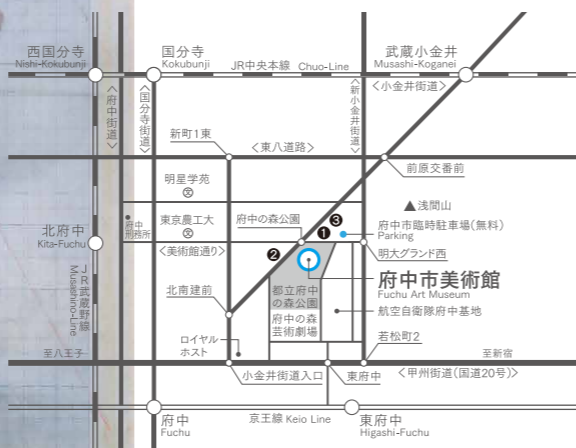 西国分寺
Nishi-Kokubunji
国分寺
Kokubunji
JR中央本線 Chuo-Line
武蔵小金井
Musashi-Koganei
〈府中街道〉
〈国分寺街道〉
〈新小金井街道〉
〈小金井街道〉
新町1東
〈東八道路〉
前原交番前
明星学苑
文
浅間山
府中
刑務所
東京農工大
文
府中の森公園
❸
❶
府中市臨時駐車場(無料)
Parking
北府中
Kita-Fuchu
〈美術館通り〉
❷
明大グランド西
府中市美術館
Fuchu Art Museum
JR武蔵野線
Musashino-Line
北南建前
都立府中
の森公園
府中の森
芸術劇場
航空自衛隊府中基地
ロイヤル
ホスト
若松町2
至八王子
至新宿
小金井街道入口
東府中
〈甲州街道(国道20号)〉
府中
Fuchu
京王線 Keio Line
東府中
Higashi-Fuchu